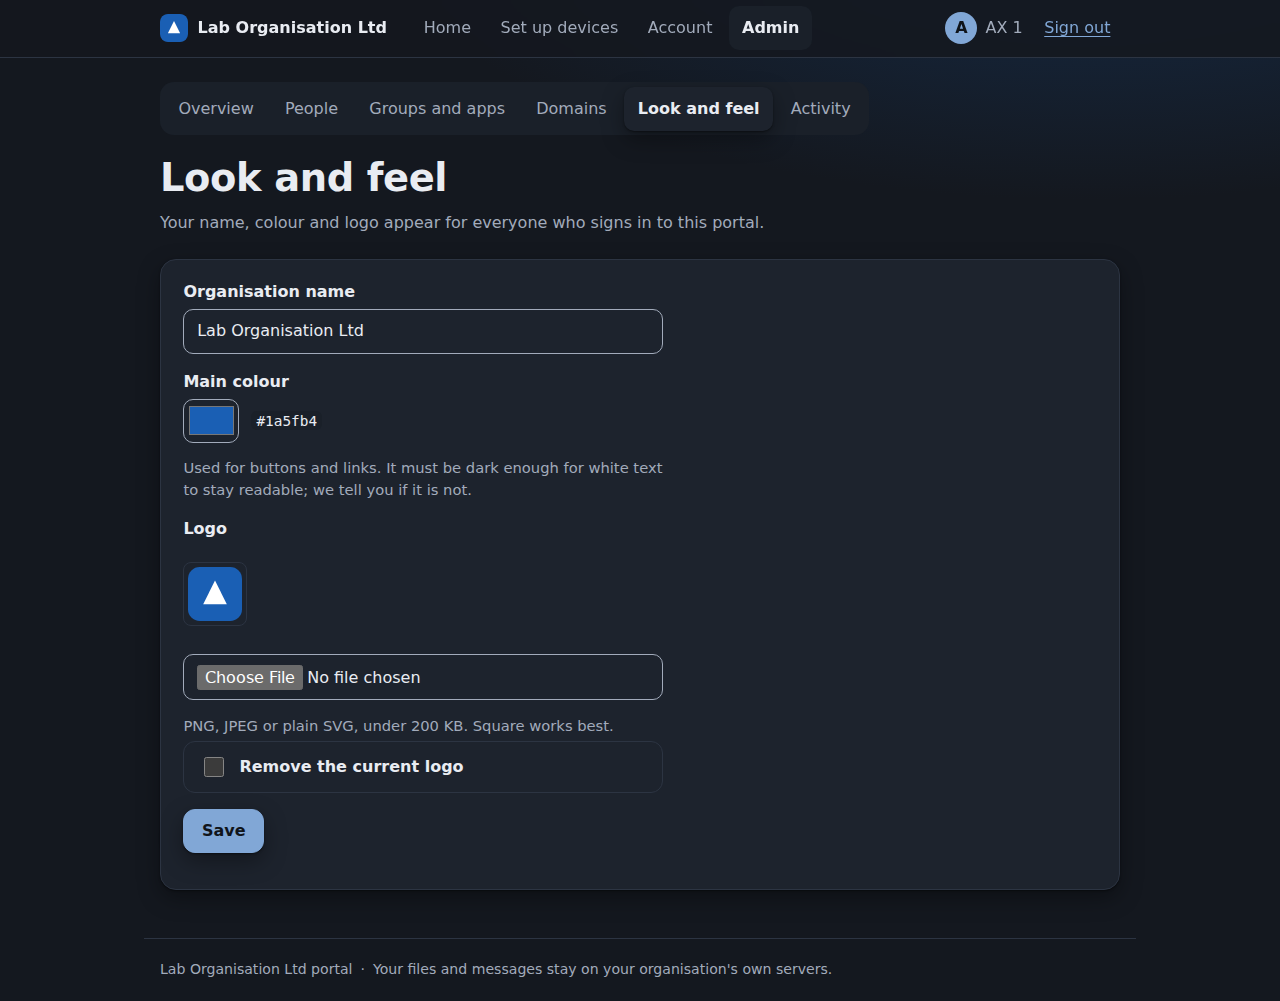 Lab Organisation Ltd Home Set up devices Account Admin A AX 1 Sign out
Overview People Groups and apps Domains Look and feel Activity
Look and feel
Your name, colour and logo appear for everyone who signs in to this portal.
Organisation name
Lab Organisation Ltd
Main colour
#1a5fb4
Used for buttons and links. It must be dark enough for white text
to stay readable; we tell you if it is not.
Logo
Choose File No file chosen
PNG, JPEG or plain SVG, under 200 KB. Square works best.
Remove the current logo
Save
Lab Organisation Ltd portal · Your files and messages stay on your organisation's own servers.